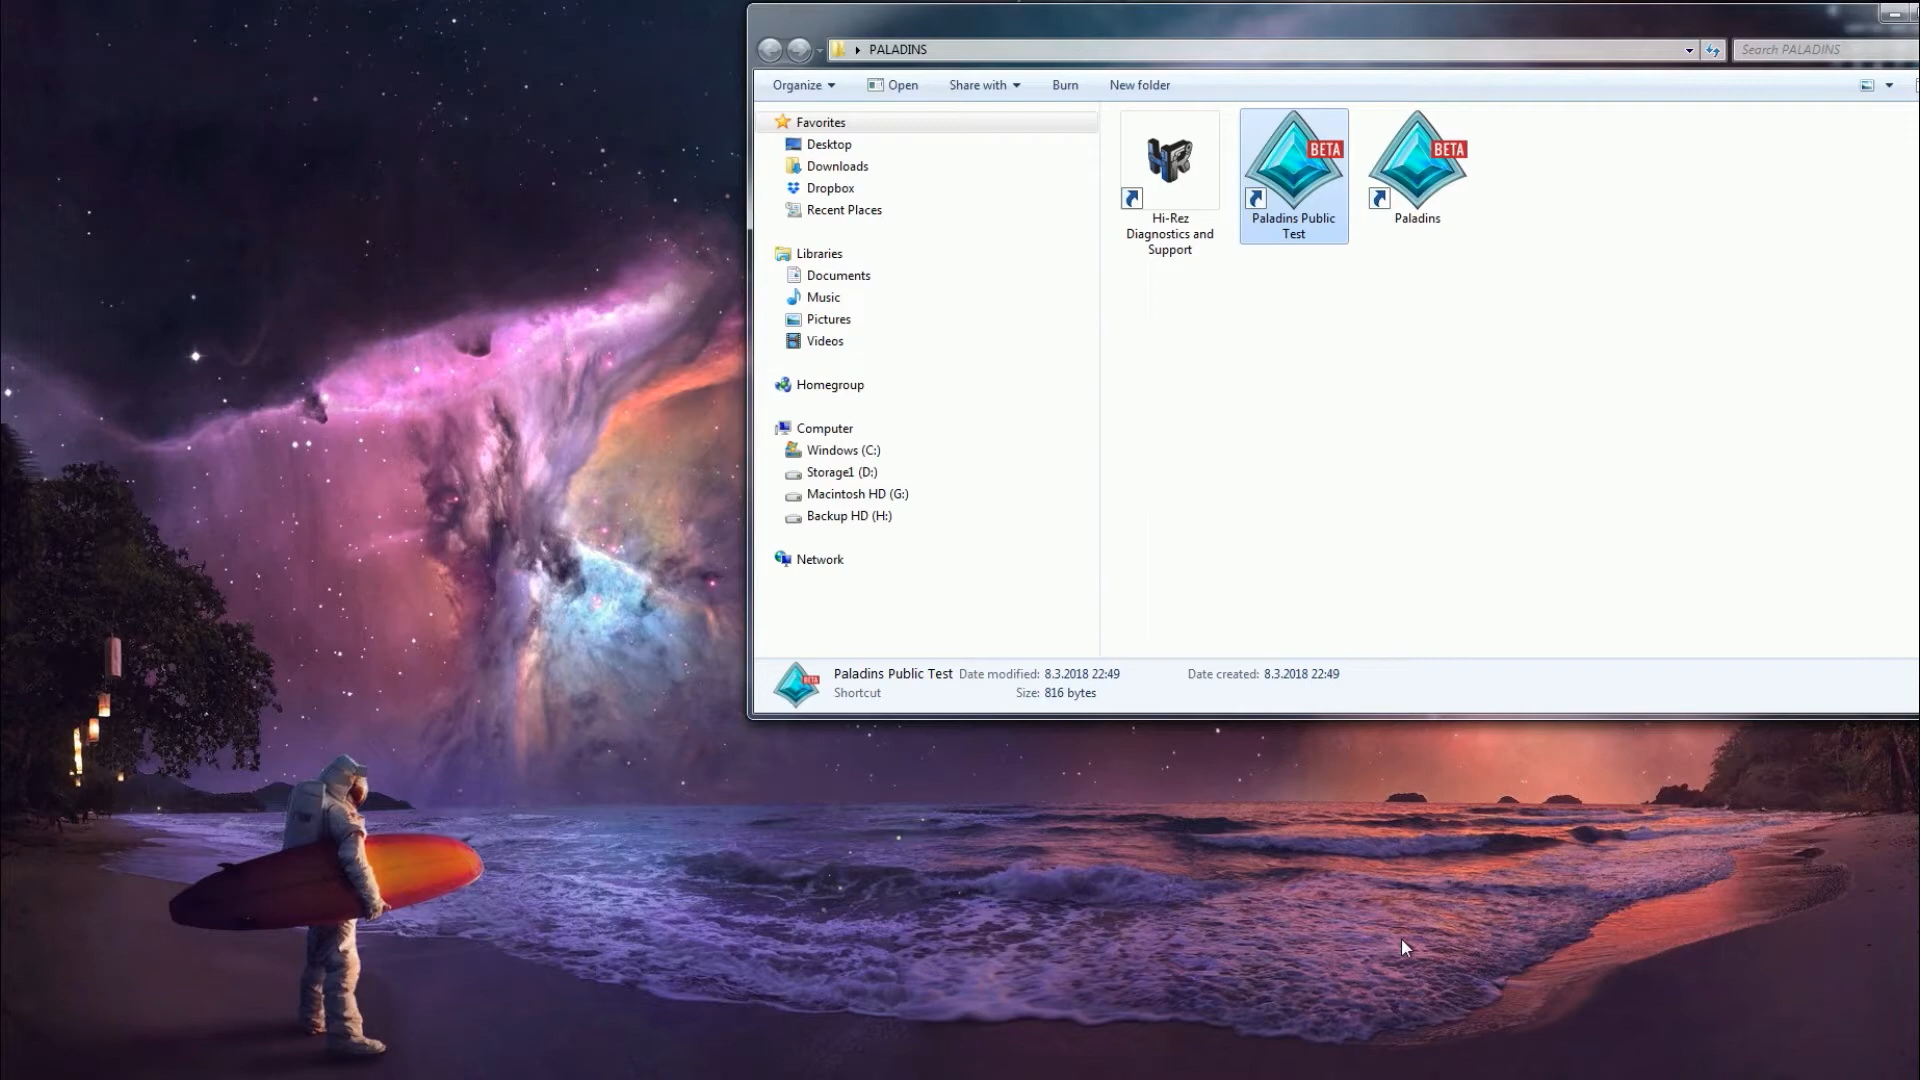 PALADINS
Search PALADINS
Organize
Open
Share with
Burn
New folder
Favorites
Desktop
Downloads
Dropbox
Recent Places
Libraries
Documents
Music
Pictures
Videos
Homegroup
Computer
Windows (C:)
Storage1 (D:)
Macintosh HD (G:)
Backup HD (H:)
Network
HR
Hi-Rez
Diagnostics and
Support
BETA
Paladins Public
Test
BETA
Paladins
BETA
Paladins Public Test Date modified: 8.3.2018 22:49 Date created: 8.3.2018 22:49
Shortcut Size: 816 bytes